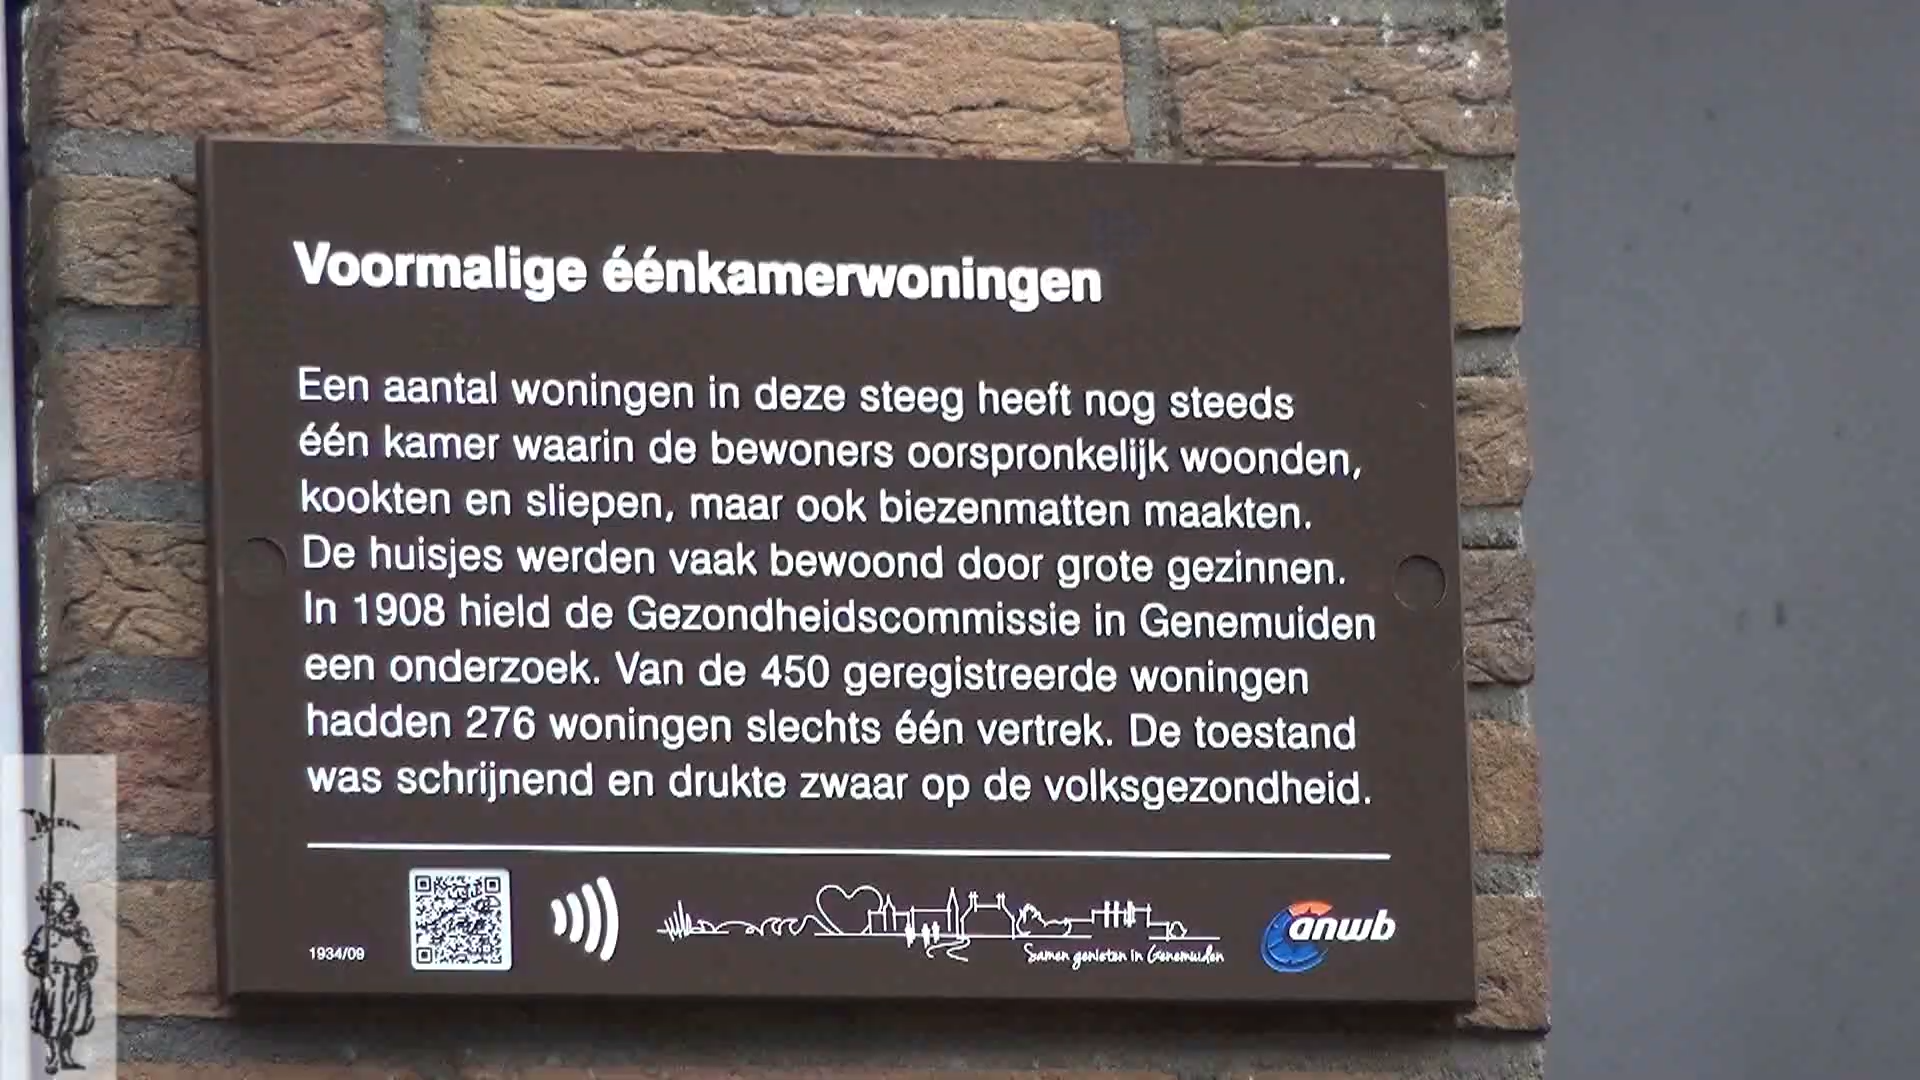 Voormalige éénkamerwoningen
Een aantal woningen in deze steeg heeft nog steeds
één kamer waarin de bewoners oorspronkelijk woonden,
kookten en sliepen, maar ook biezenmatten maakten.
De huisjes werden vaak bewoond door grote gezinnen.
In 1908 hield de Gezondheidscommissie in Genemuiden
een onderzoek. Van de 450 geregistreerde woningen
hadden 276 woningen slechts één vertrek. De toestand
was schrijnend en drukte zwaar op de volksgezondheid.
1934/09
Samen genieten in Genemuiden
anwb